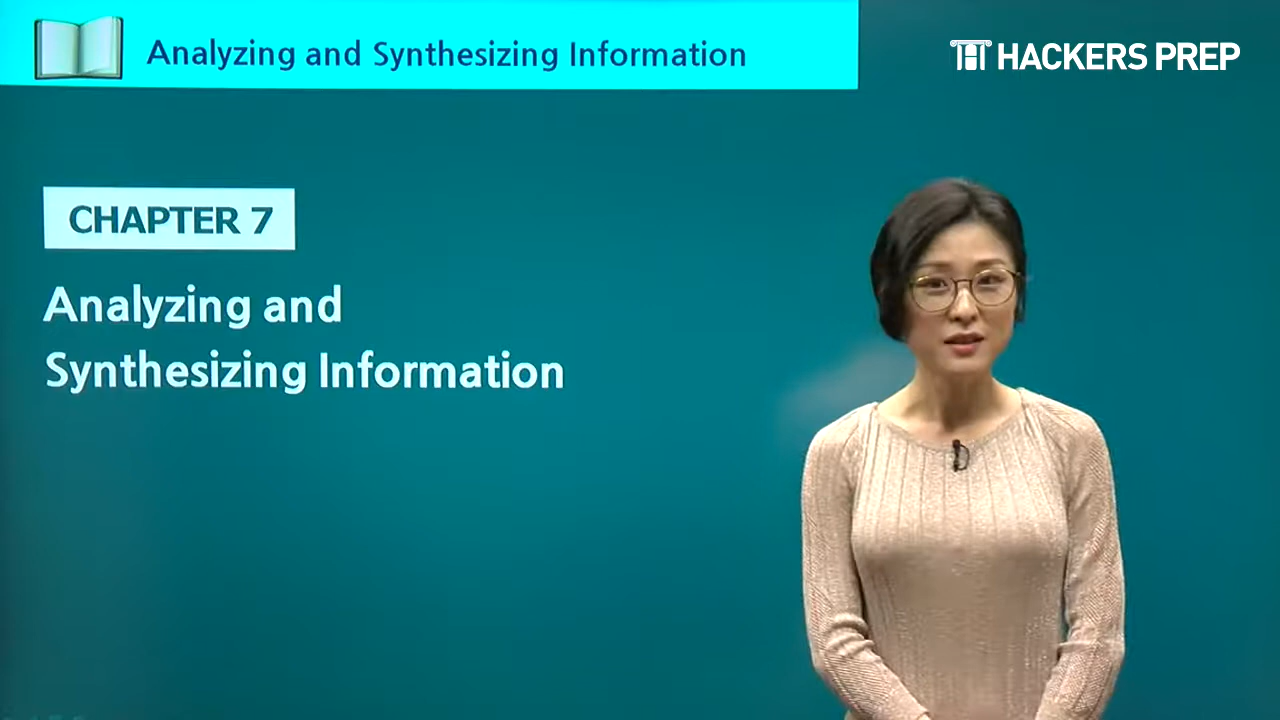 Analyzing and Synthesizing Information
HACKERS PREP
CHAPTER 7
Analyzing and
Synthesizing Information